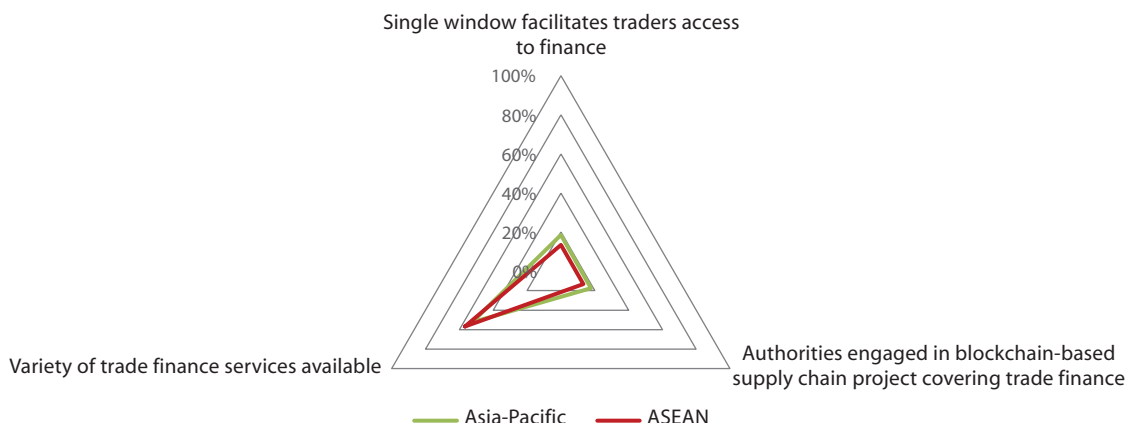 Single window facilitates traders access
to finance
100%
80%
60%
40%
20%
0%
Variety of trade finance services available
Authorities engaged in blockchain-based
supply chain project covering trade finance
Asia-Pacific
ASEAN